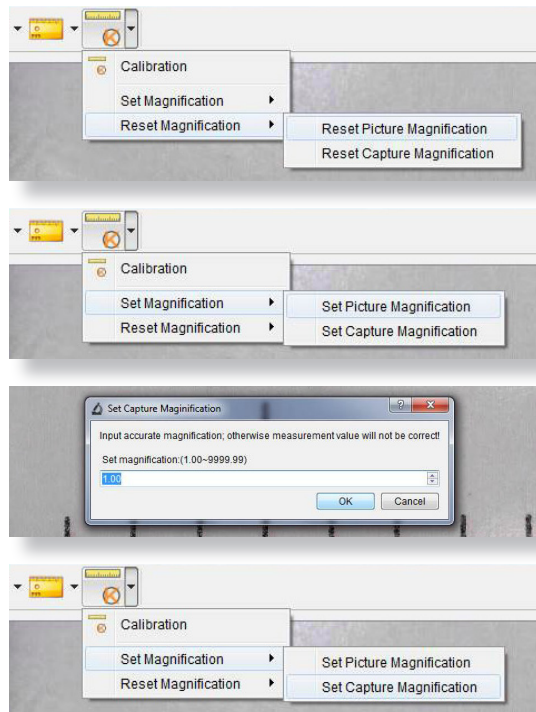 Calibration
Set Magnification
Reset Magnification
Reset Picture Magnification
Reset Capture Magnification
Calibration
Set Magnification
Reset Magnification
Set Picture Magnification
Set Capture Magnification
Set Capture Maginification
Input accurate magnification; otherwise measurement value will not be correct!
Set magnification:(1.00~9999.99)
1.00
OK Cancel
Calibration
Set Magnification
Reset Magnification
Set Picture Magnification
Set Capture Magnification